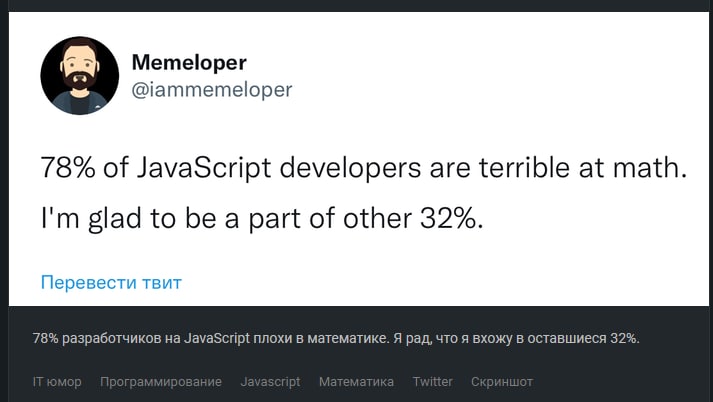 Memeloper
@iammemeloper
78% of JavaScript developers are terrible at math.
I'm glad to be a part of other 32%.
Перевести твит
78% разработчиков на JavaScript плохи в математике. Я рад, что я вхожу в оставшиеся 32%.
IT юмор Программирование Javascript Математика Twitter Скриншот